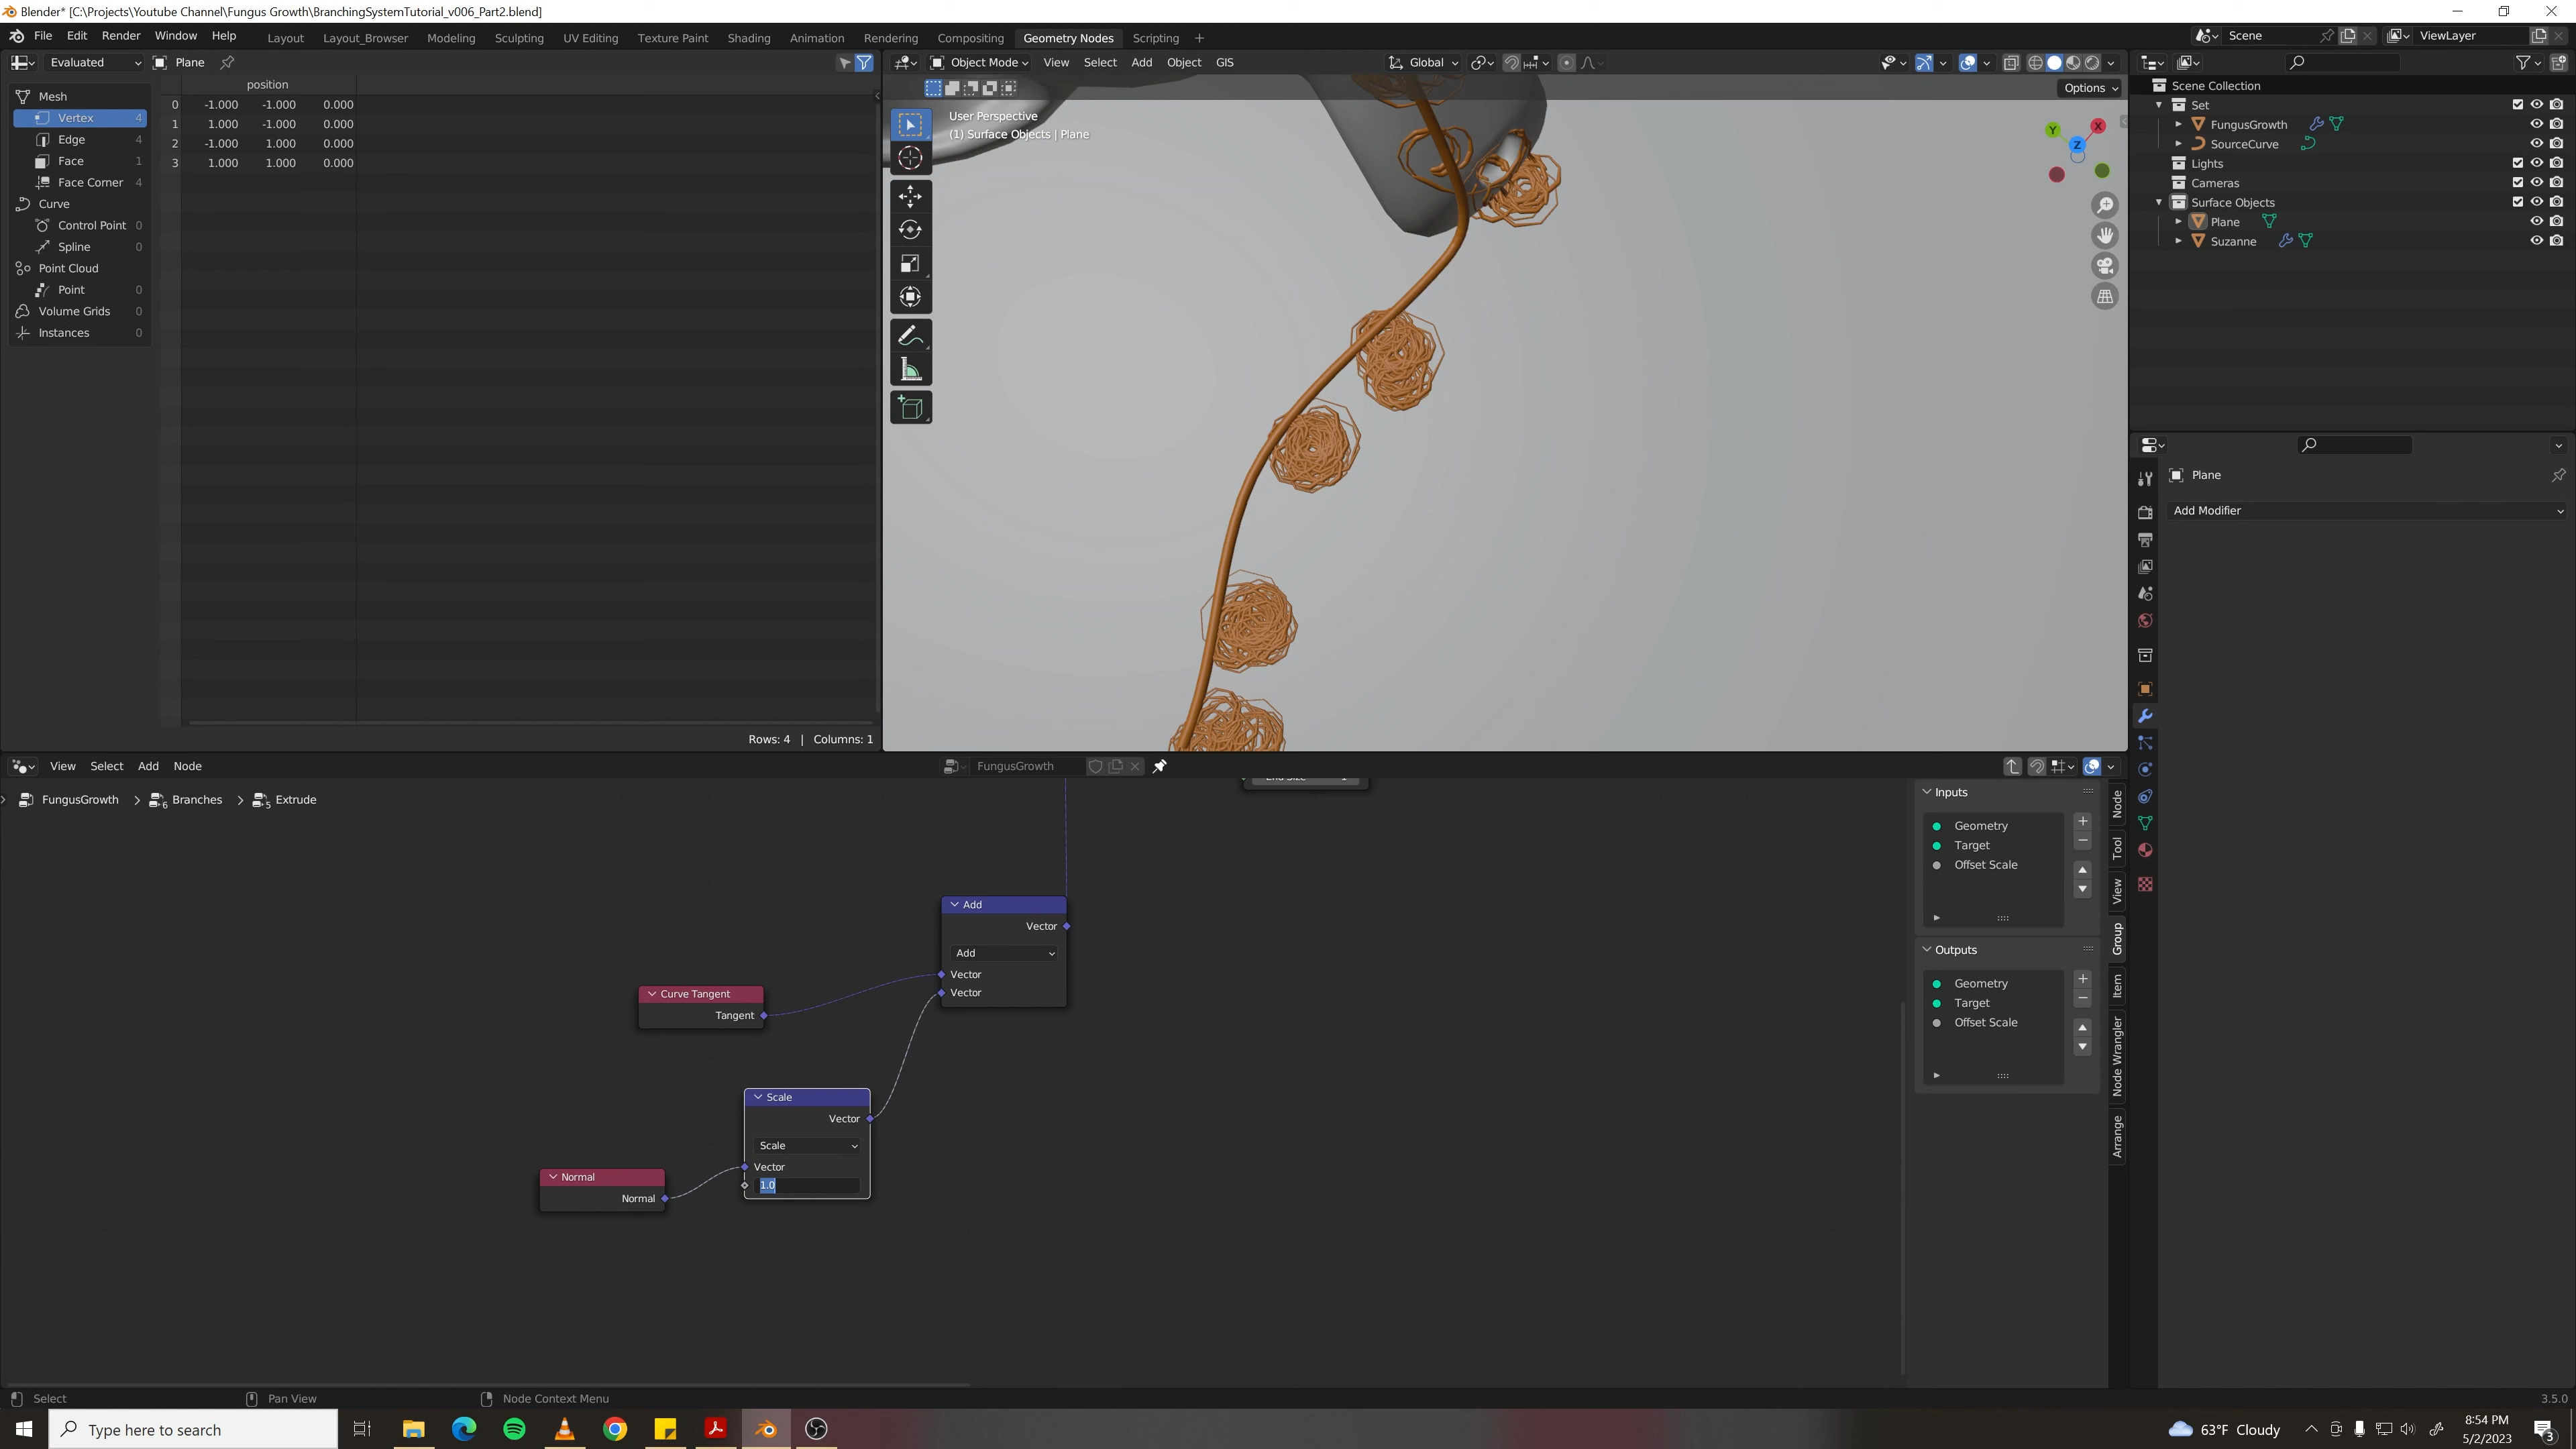 Blender* [C:\Projects\Youtube Channel\Fungus Growth\BranchingSystemTutorial_v006_Part2.blend]
File Edit Render Window Help Layout Layout_Browser Modeling Sculpting UV Editing Texture Paint Shading Animation Rendering Compositing Geometry Nodes Scripting + Scene ViewLayer
Evaluated Plane
position
Mesh
Vertex 4
Edge 4
Face 1
Face Corner 4
Curve
Control Point 0
Spline 0
Point Cloud
Point 0
Volume Grids 0
Instances 0
0 -1.000 -1.000 0.000
1 1.000 -1.000 0.000
2 -1.000 1.000 0.000
3 1.000 1.000 0.000
Rows: 4 | Columns: 1
Object Mode View Select Add Object GIS Global
Options
User Perspective
(1) Surface Objects | Plane
Y X Z
Scene Collection
Set
FungusGrowth
SourceCurve
Lights
Cameras
Surface Objects
Plane
Suzanne
Plane
Add Modifier
View Select Add Node FungusGrowth
FungusGrowth > Branches 6 > Extrude 5
End Size 1
Add
Vector
Add
Vector
Vector
Curve Tangent
Tangent
Scale
Vector
Scale
Vector
1.0
Normal
Normal
Inputs
Geometry
Target
Offset Scale
Outputs
Geometry
Target
Offset Scale
Node
Tool
View
Group
Item
Node Wrangler
Arrange
Select Pan View Node Context Menu 3.5.0
Type here to search
63°F Cloudy
8:54 PM
5/2/2023
3